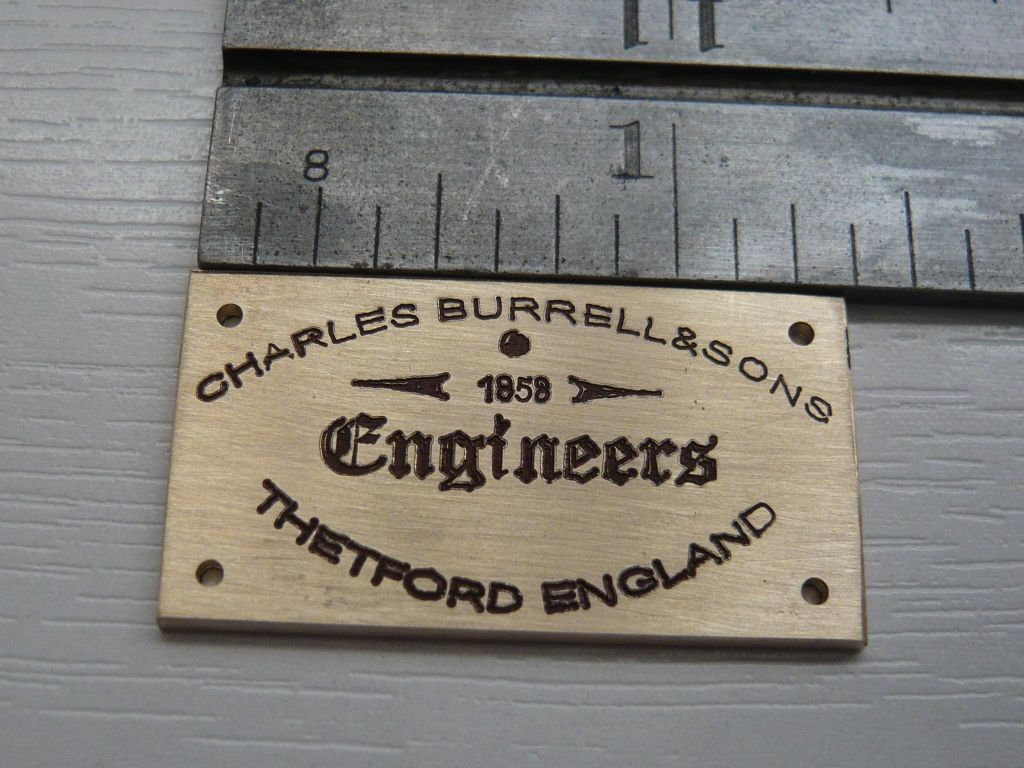 8 1
CHARLES BURRELL & SONS
1858
Engineers
THETFORD ENGLAND